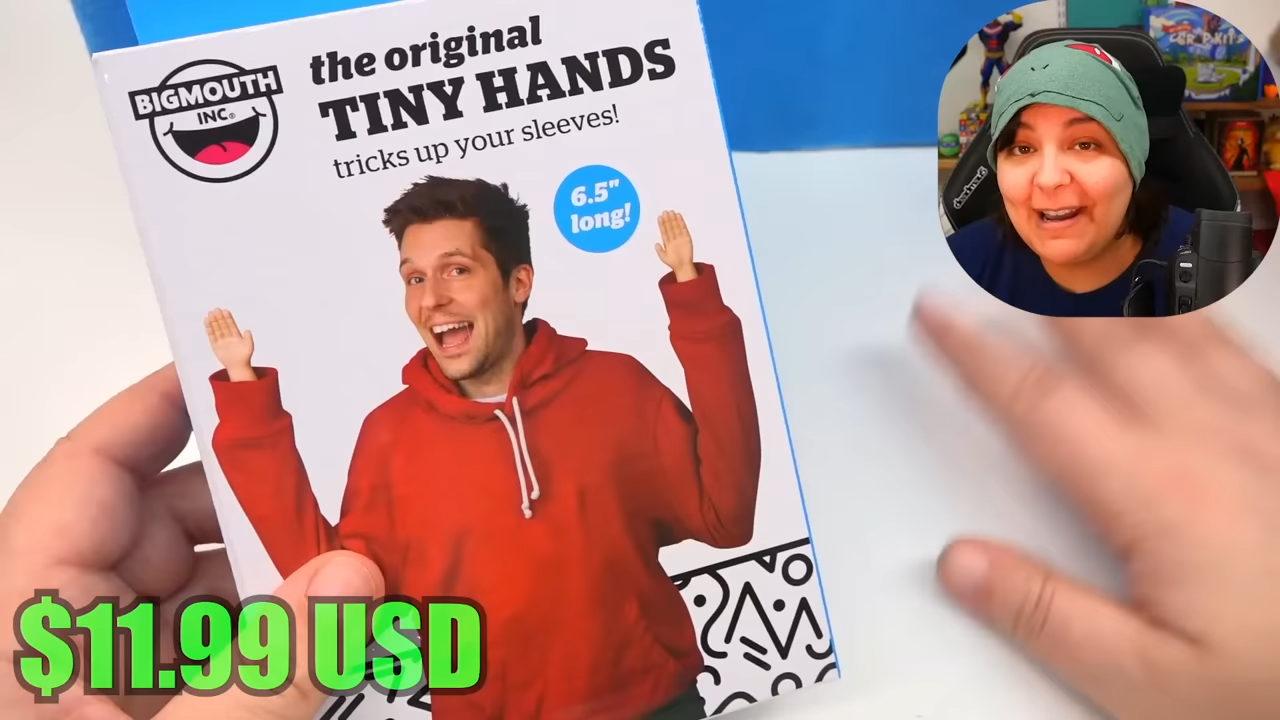 BIGMOUTH
INC.®
the original
TINY HANDS
tricks up your sleeves!
6.5"
long!
$11.99 USD